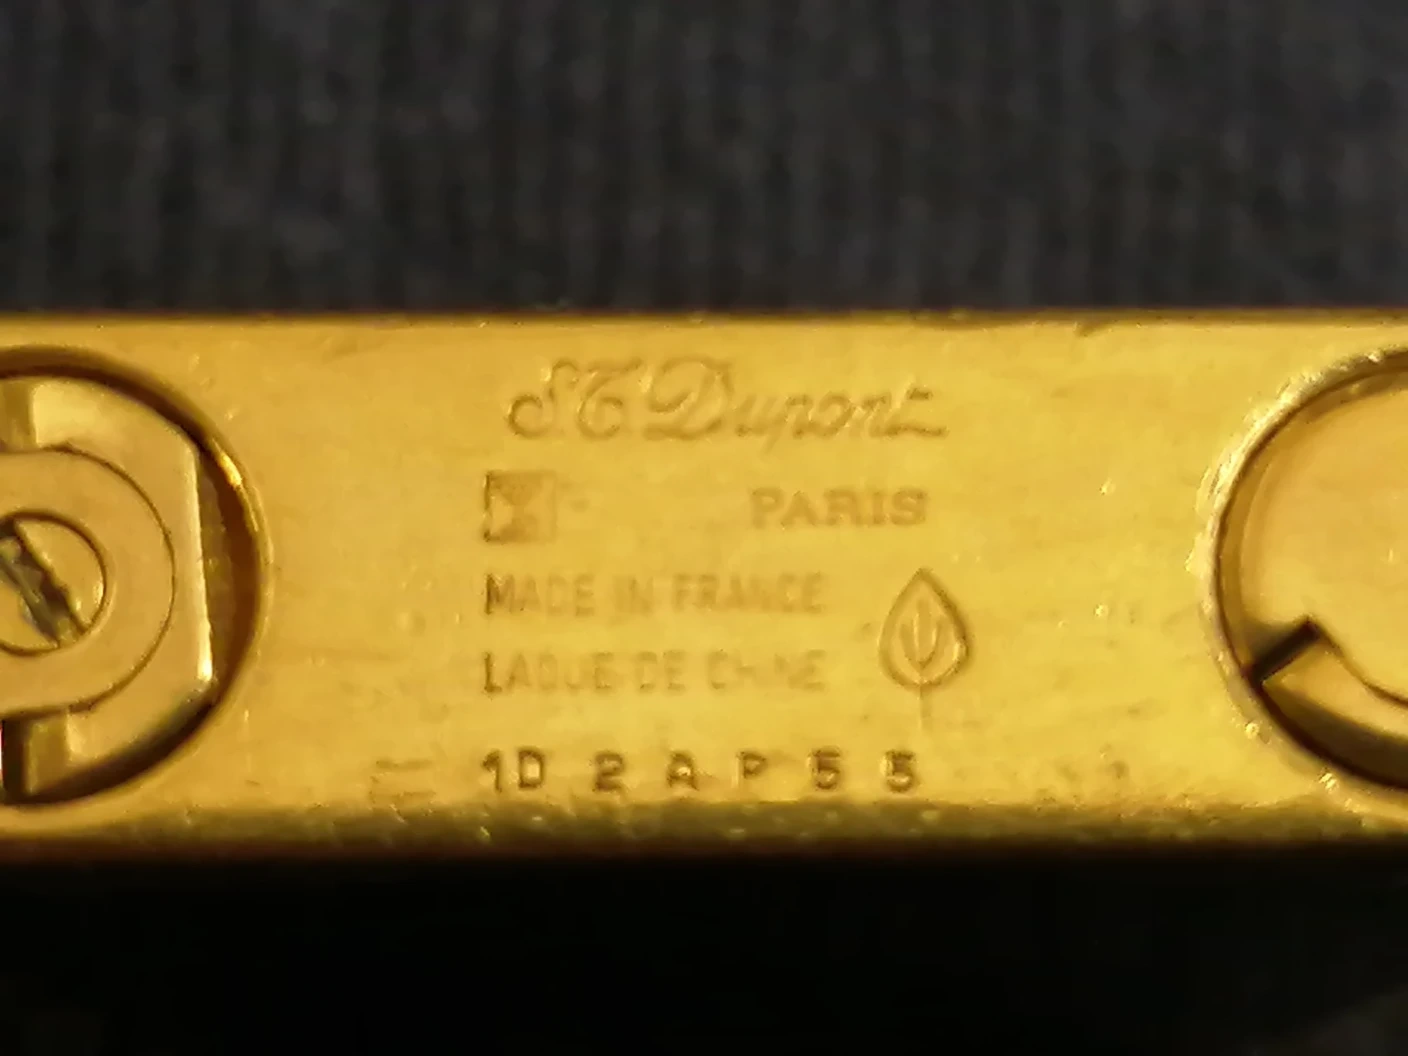 S.T. Dupont
PARIS
MADE IN FRANCE
LAQUE DE CHINE
1D2AP55